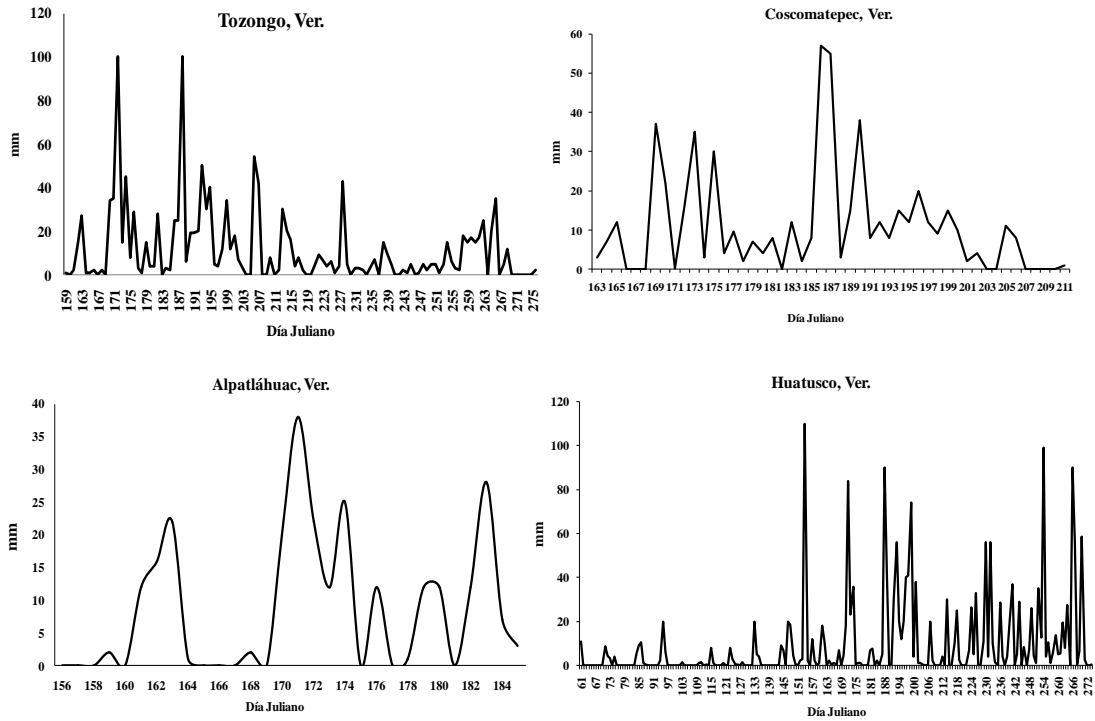 Tozongo, Ver.
120
100
80
60
40
20
0
mm
159 163 167 171 175 179 183 187 191 195 199 203 207 211 215 219 223 227 231 235 239 243 247 251 255 259 263 267 271 275
Día Juliano
Coscomatepec, Ver.
60
50
40
30
20
10
0
mm
163 165 167 169 171 173 175 177 179 181 183 185 187 189 191 193 195 197 199 201 203 205 207 209 211
Día Juliano
Alpatláhuac, Ver.
40
35
30
25
20
15
10
5
0
mm
156 158 160 162 164 166 168 170 172 174 176 178 180 182 184
Día Juliano
Huatusco, Ver.
120
100
80
60
40
20
0
mm
61 67 73 79 85 91 97 103 109 115 121 127 133 139 145 151 157 163 169 175 181 188 194 200 206 212 218 224 230 236 242 248 254 260 266 272
Día Juliano